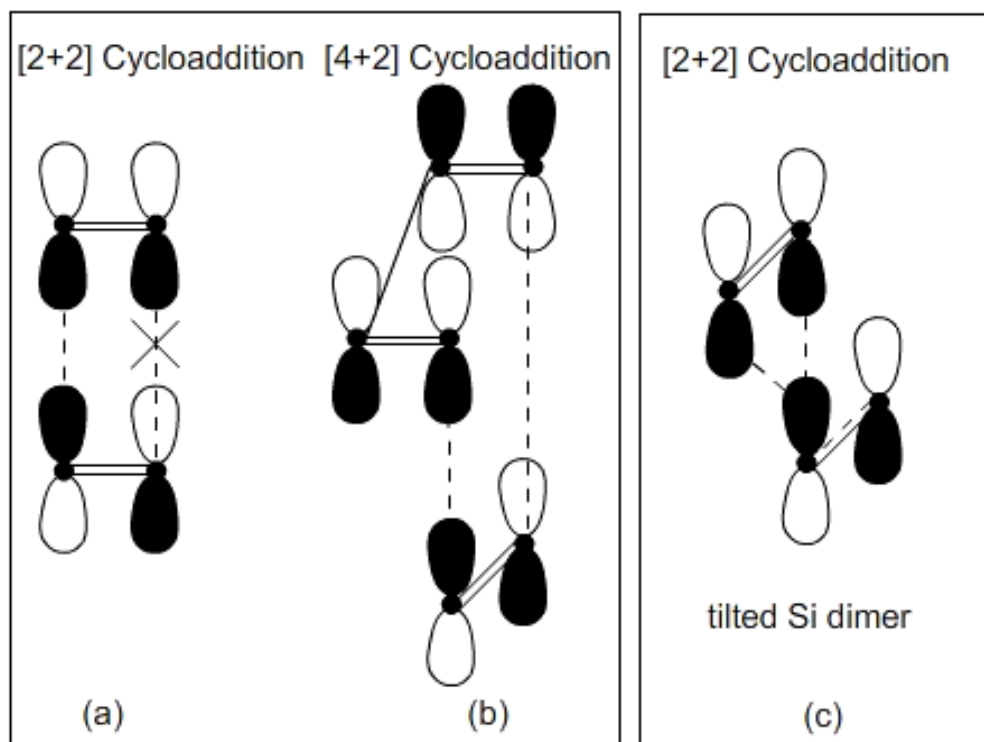 [2+2] Cycloaddition
[4+2] Cycloaddition
[2+2] Cycloaddition
tilted Si dimer
(a)
(b)
(c)